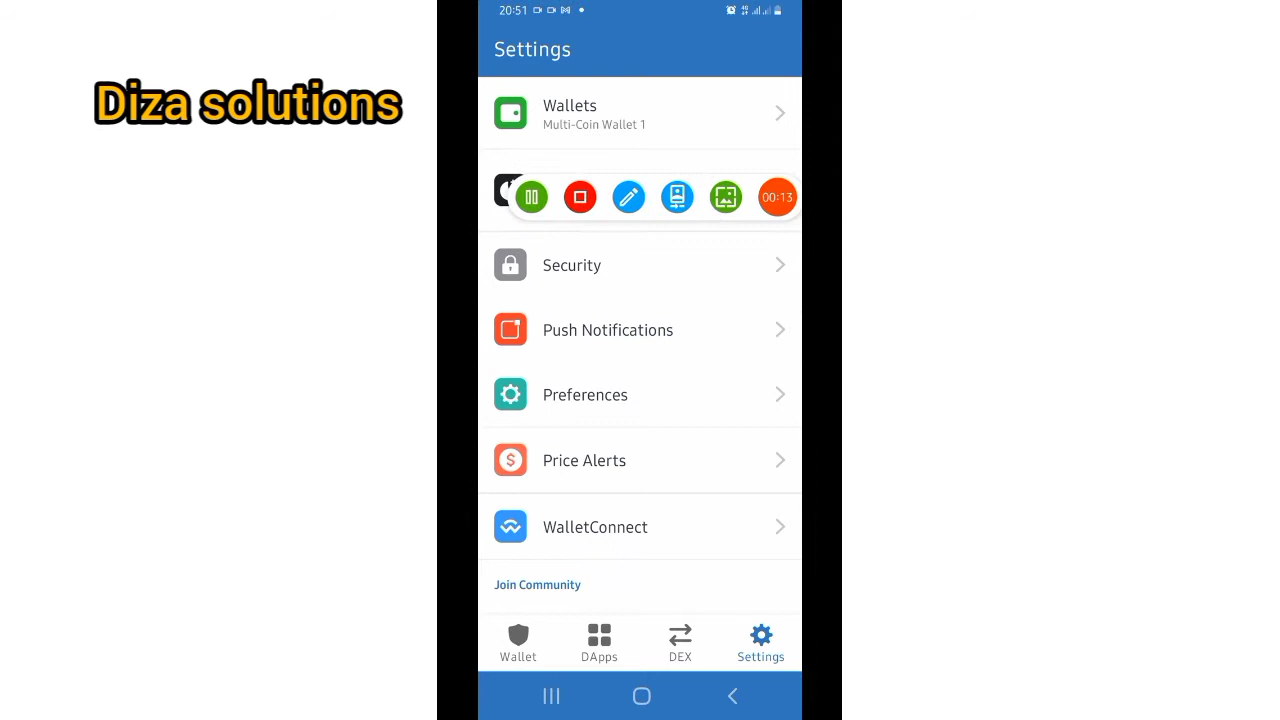 20:51
Settings
Diza solutions
Wallets
Multi-Coin Wallet 1
00:13
Security
Push Notifications
Preferences
Price Alerts
WalletConnect
Join Community
Wallet
DApps
DEX
Settings